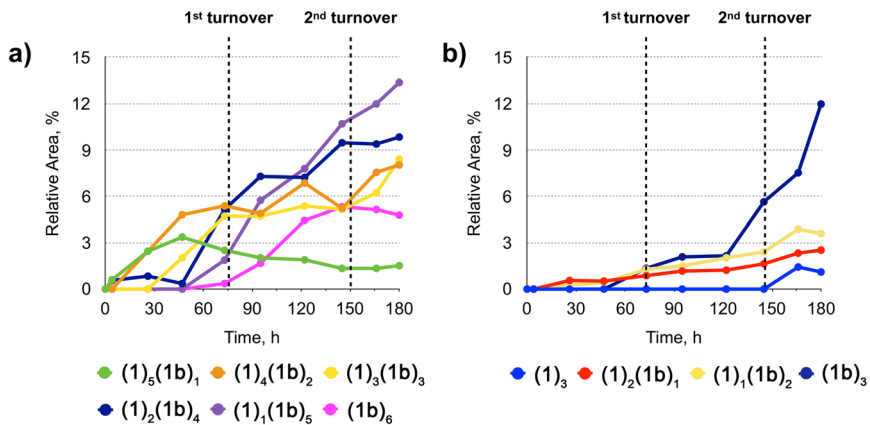 1st turnover 2nd turnover
a)
15
12
9
6
3
0
Relative Area, %
0 30 60 90 120 150 180
Time, h
(1)5(1b)1 (1)4(1b)2 (1)3(1b)3
(1)2(1b)4 (1)1(1b)5 (1b)6
1st turnover 2nd turnover
b)
15
12
9
6
3
0
Relative Area, %
0 30 60 90 120 150 180
Time, h
(1)3 (1)2(1b)1 (1)1(1b)2 (1b)3